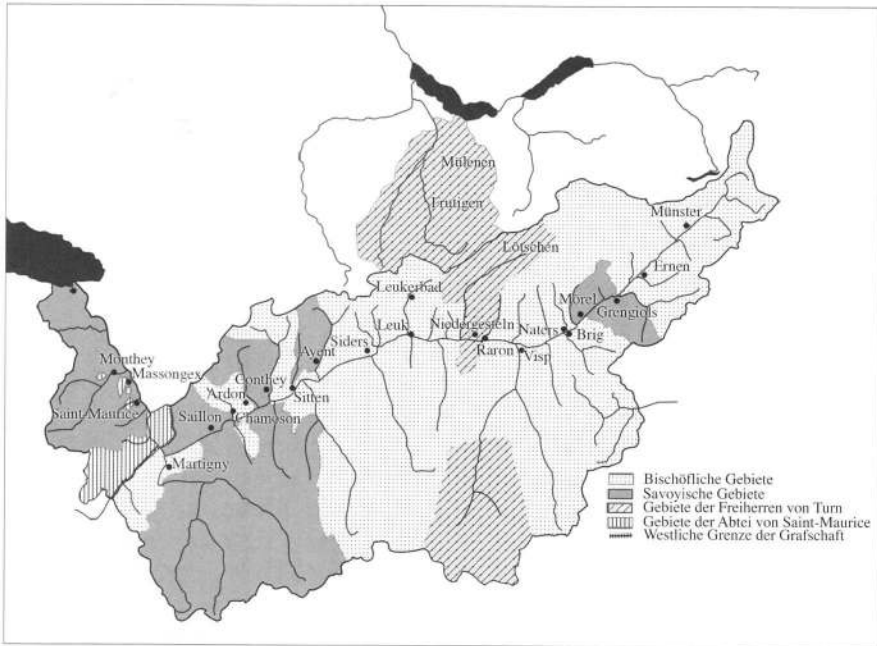 Mülenen
Frutigen
Münster
Lötschen
Ernen
Leukerbad
Mörel
Grengiols
Leuk
Niedergesteln
Naters
Siders
Ayent
Raron
Brig
Visp
Monthey
Massongex
Conthey
Ardon
Sitten
Saint-Maurice
Saillon
Chamoson
Martigny
Bischöfliche Gebiete
Savoyische Gebiete
Gebiete der Freiherren von Turn
Gebiete der Abtei von Saint-Maurice
Westliche Grenze der Grafschaft